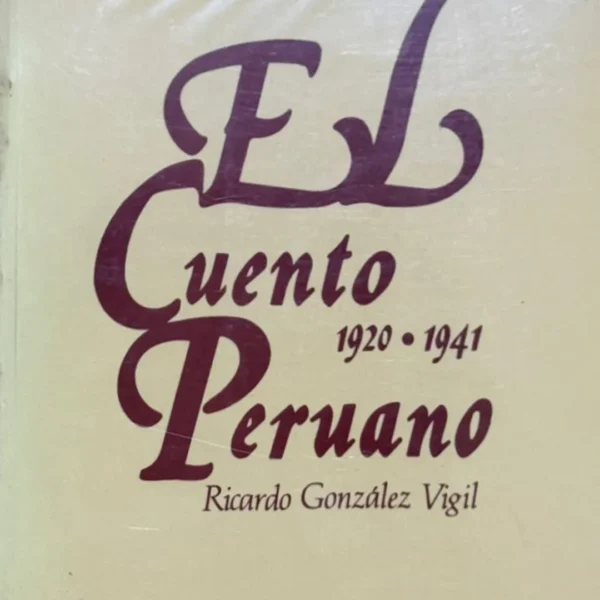 El
Cuento
1920 • 1941
Peruano
Ricardo González Vigil